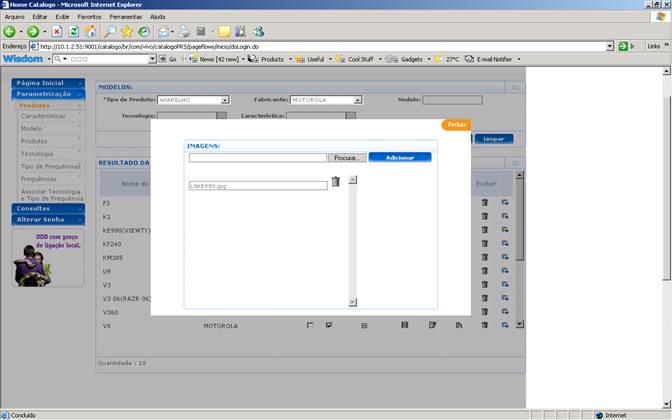 Home Catalogo - Microsoft Internet Explorer
Arquivo Editar Exibir Favoritos Ferramentas Ajuda
Endereço http://10.1.2.51:9001/catalogo/br/com/vivo/catalogoPRS/pageflows/inicio/doLogin.do Ir Links
Wisdom Go News [42 new] Products Useful Cool Stuff Gadgets 27°C E-mail Notifier
Página Inicial
Parametrização
Produtos
Características
Modelo
Produtos
Tecnologia
Tipo de Frequências
Frequências
Associar Tecnologia
e Tipo de Frequências
Consultas
Alterar Senha
DDD com preço
de ligação local.
MODELOS:
*Tipo de Produto: APARELHO Fabricante: MOTOROLA Modelo:
Tecnologia: Característica:
Limpar
Fechar
IMAGENS:
Procurar... Adicionar
LGKE990.jpg
RESULTADO DA
Nome do Excluir
F3
K1
KE990(VIEWTY)
KF240
KM385
U9
V3
V3 06(RAZR 06)
V360
V8 MOTOROLA
Quantidade : 10
Concluído Internet